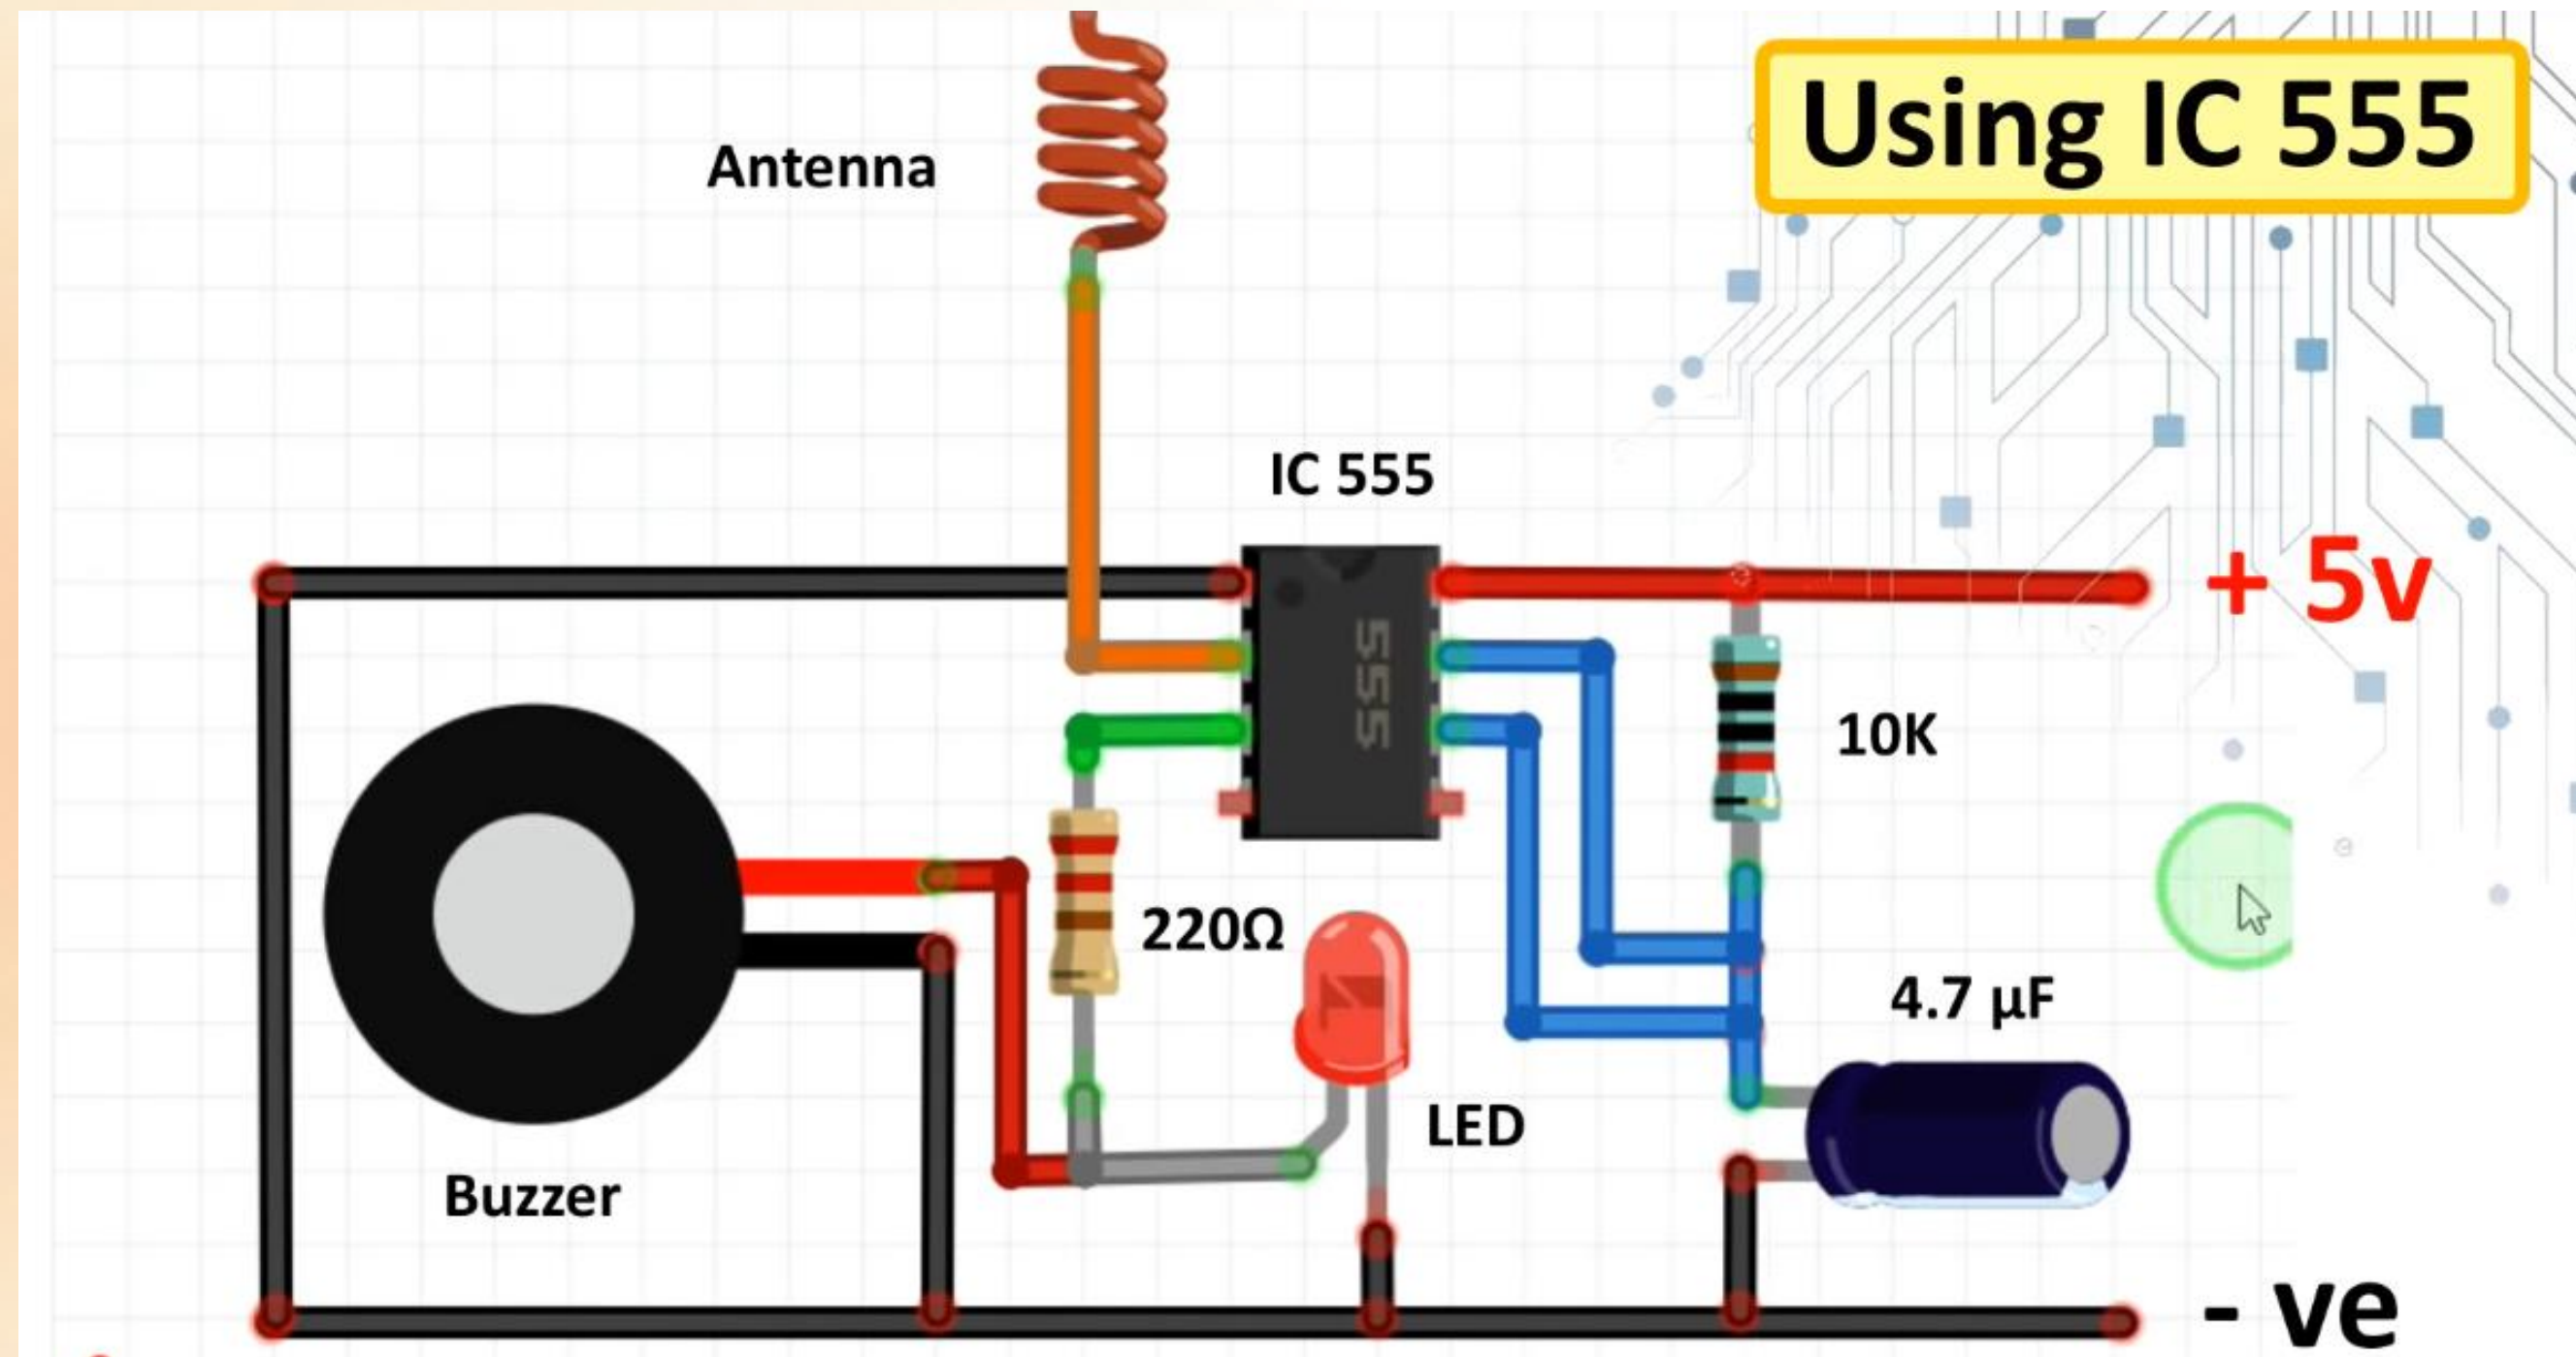 Using IC 555
Antenna
IC 555
+ 5v
555
10K
220Ω
4.7 µF
LED
Buzzer
- ve